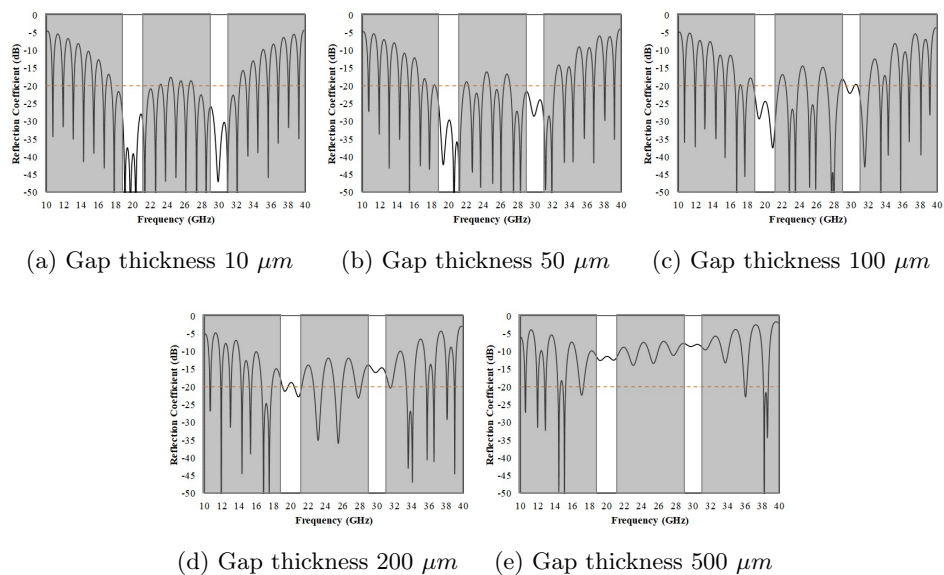 0
-5
-10
-15
-20
-25
-30
-35
-40
-45
-50
Reflection Coefficient (dB)
10 12 14 16 18 20 22 24 26 28 30 32 34 36 38 40
Frequency (GHz)
(a) Gap thickness 10 μm
0
-5
-10
-15
-20
-25
-30
-35
-40
-45
-50
Reflection Coefficient (dB)
10 12 14 16 18 20 22 24 26 28 30 32 34 36 38 40
Frequency (GHz)
(b) Gap thickness 50 μm
0
-5
-10
-15
-20
-25
-30
-35
-40
-45
-50
Reflection Coefficient (dB)
10 12 14 16 18 20 22 24 26 28 30 32 34 36 38 40
Frequency (GHz)
(c) Gap thickness 100 μm
0
-5
-10
-15
-20
-25
-30
-35
-40
-45
-50
Reflection Coefficient (dB)
10 12 14 16 18 20 22 24 26 28 30 32 34 36 38 40
Frequency (GHz)
(d) Gap thickness 200 μm
0
-5
-10
-15
-20
-25
-30
-35
-40
-45
-50
Reflection Coefficient (dB)
10 12 14 16 18 20 22 24 26 28 30 32 34 36 38 40
Frequency (GHz)
(e) Gap thickness 500 μm